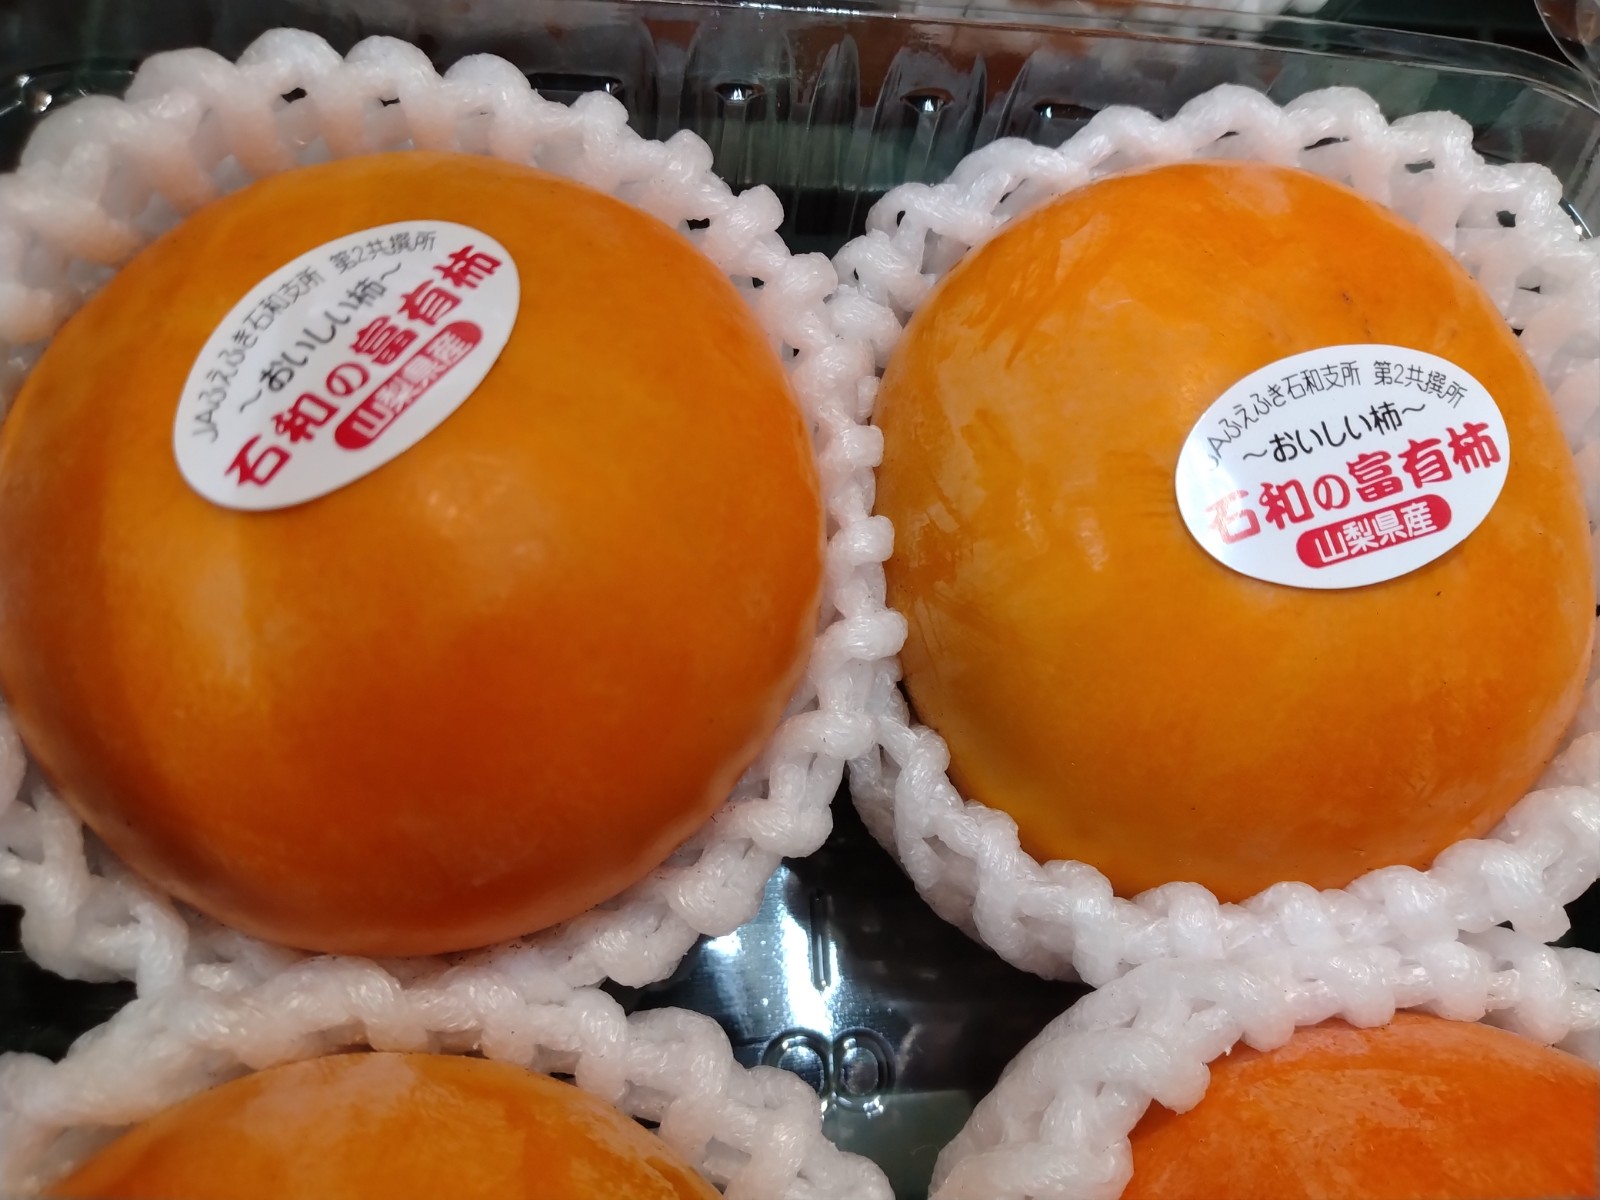 JAふえふき石和支所 第2共撰所
～おいしい柿～
石和の富有柿
山梨県産
JAふえふき石和支所 第2共撰所
～おいしい柿～
石和の富有柿
山梨県産